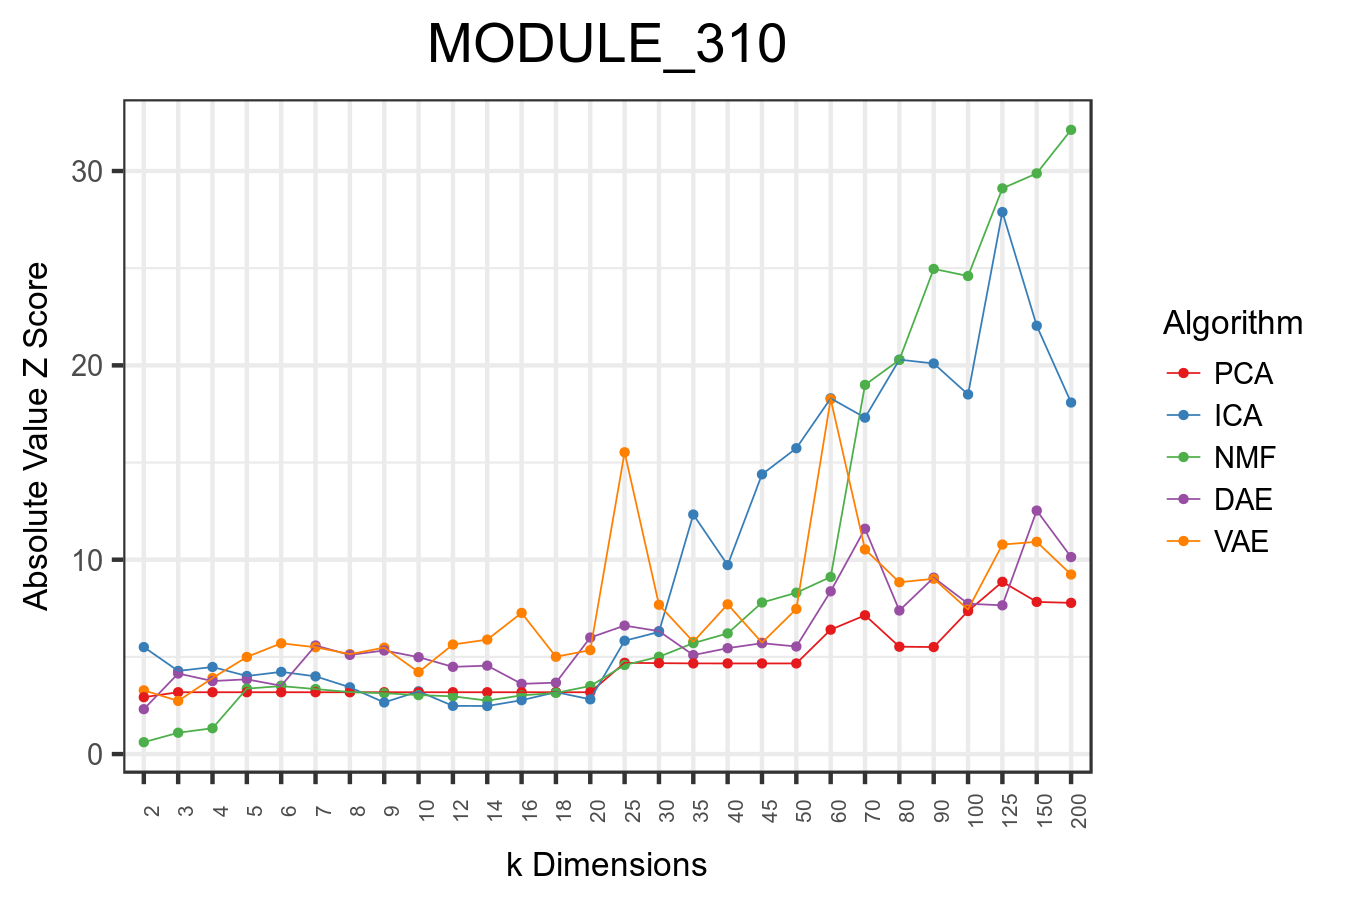 MODULE_310
Absolute Value Z Score
30
20
10
0
2 3 4 5 6 7 8 9 10 12 14 16 18 20 25 30 35 40 45 50 60 70 80 90 100 125 150 200
k Dimensions
Algorithm
PCA
ICA
NMF
DAE
VAE